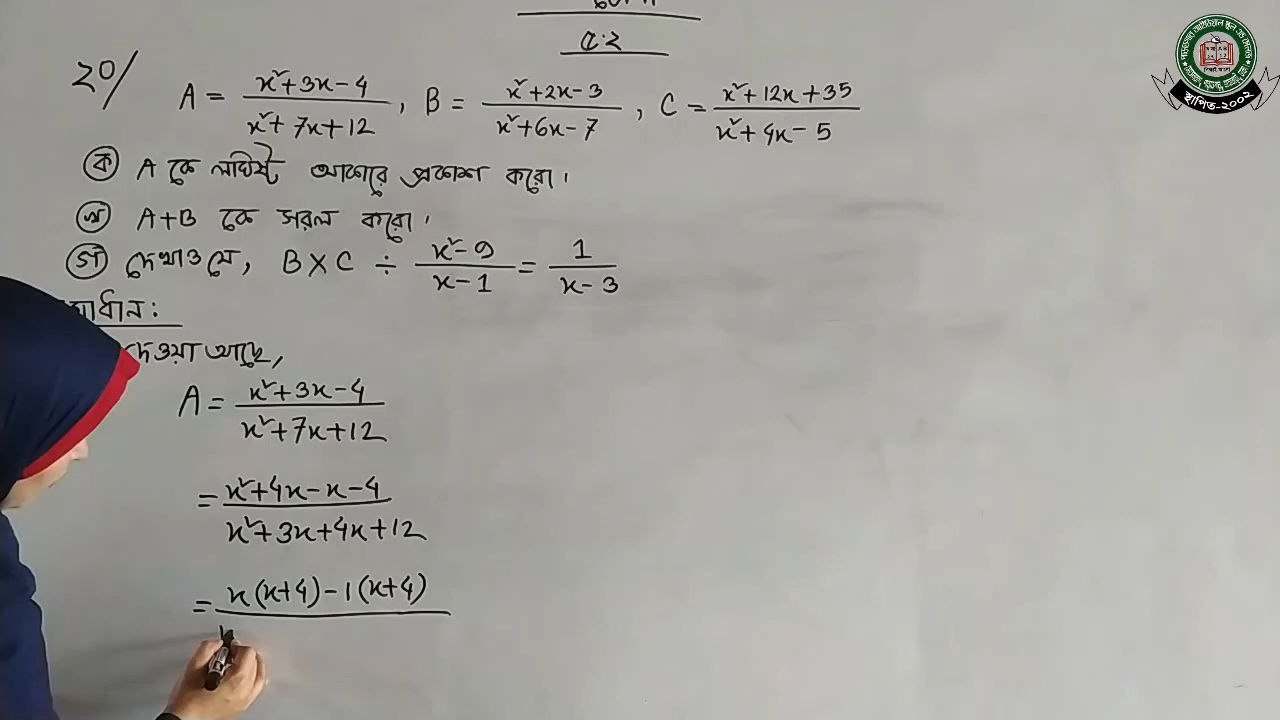 ৫.২
২০/ A = x²+3x-4 / x²+7x+12 , B = x²+2x-3 / x²+6x-7 , C = x²+12x+35 / x²+4x-5
ক A কে লঘিষ্ট আকারে প্রকাশ করো।
খ A+B কে সরল করো।
গ দেখাও যে, B×C ÷ x²-9 / x-1 = 1 / x-3
াধান:
দেওয়া আছে,
A = x²+3x-4 / x²+7x+12
= x²+4x-x-4 / x²+3x+4x+12
= x(x+4)-1(x+4)
স্থাপিত-২০০২